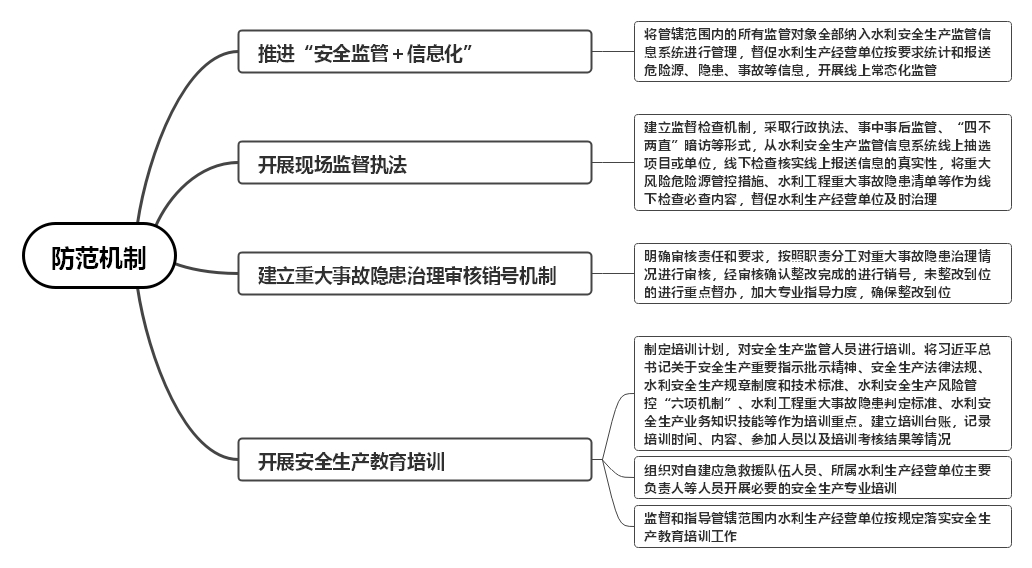 防范机制
推进“安全监管＋信息化”
将管辖范围内的所有监管对象全部纳入水利安全生产监管信
息系统进行管理，督促水利生产经营单位按要求统计和报送
危险源、隐患、事故等信息，开展线上常态化监管
开展现场监督执法
建立监督检查机制，采取行政执法、事中事后监管、“四不
两直”暗访等形式，从水利安全生产监管信息系统线上抽选
项目或单位，线下检查核实线上报送信息的真实性，将重大
风险危险源管控措施、水利工程重大事故隐患清单等作为线
下检查必查内容，督促水利生产经营单位及时治理
建立重大事故隐患治理审核销号机制
明确审核责任和要求，按照职责分工对重大事故隐患治理情
况进行审核，经审核确认整改完成的进行销号，未整改到位
的进行重点督办，加大专业指导力度，确保整改到位
开展安全生产教育培训
制定培训计划，对安全生产监管人员进行培训。将习近平总
书记关于安全生产重要指示批示精神、安全生产法律法规、
水利安全生产规章制度和技术标准、水利安全生产风险管
控“六项机制”、水利工程重大事故隐患判定标准、水利安
全生产业务知识技能等作为培训重点。建立培训台账，记录
培训时间、内容、参加人员以及培训考核结果等情况
组织对自建应急救援队伍人员、所属水利生产经营单位主要
负责人等人员开展必要的安全生产专业培训
监督和指导管辖范围内水利生产经营单位按规定落实安全生
产教育培训工作